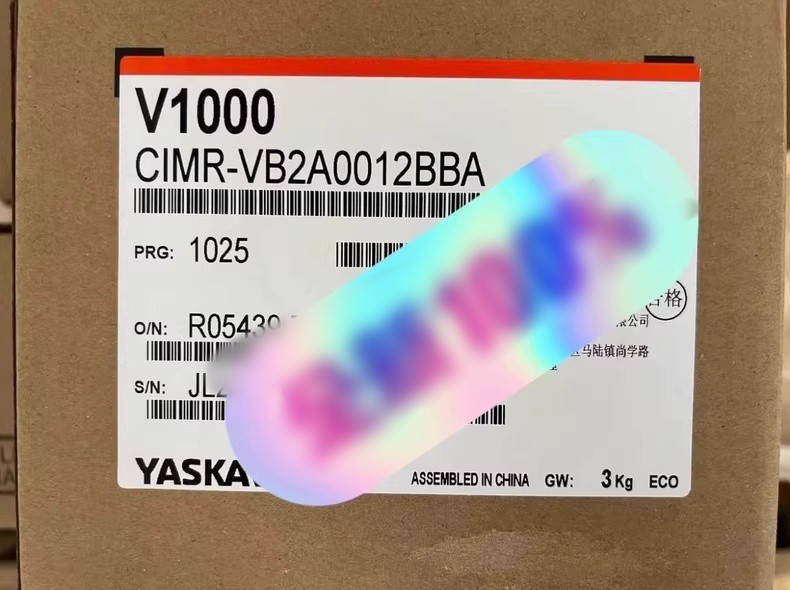 V1000
CIMR-VB2A0012BBA
PRG: 1025
合格
O/N: R05439
限公司
马陆镇尚学路
S/N: JL
YASKA
ASSEMBLED IN CHINA GW: 3Kg ECO